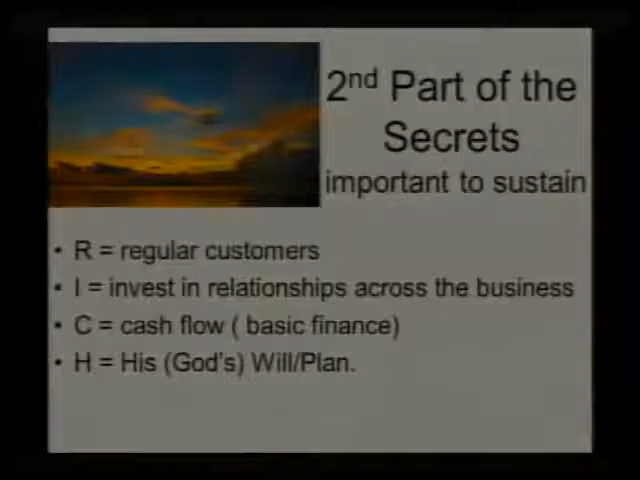 2nd Part of the
Secrets
important to sustain
• R = regular customers
• I = invest in relationships across the business
• C = cash flow ( basic finance)
• H = His (God's) Will/Plan.